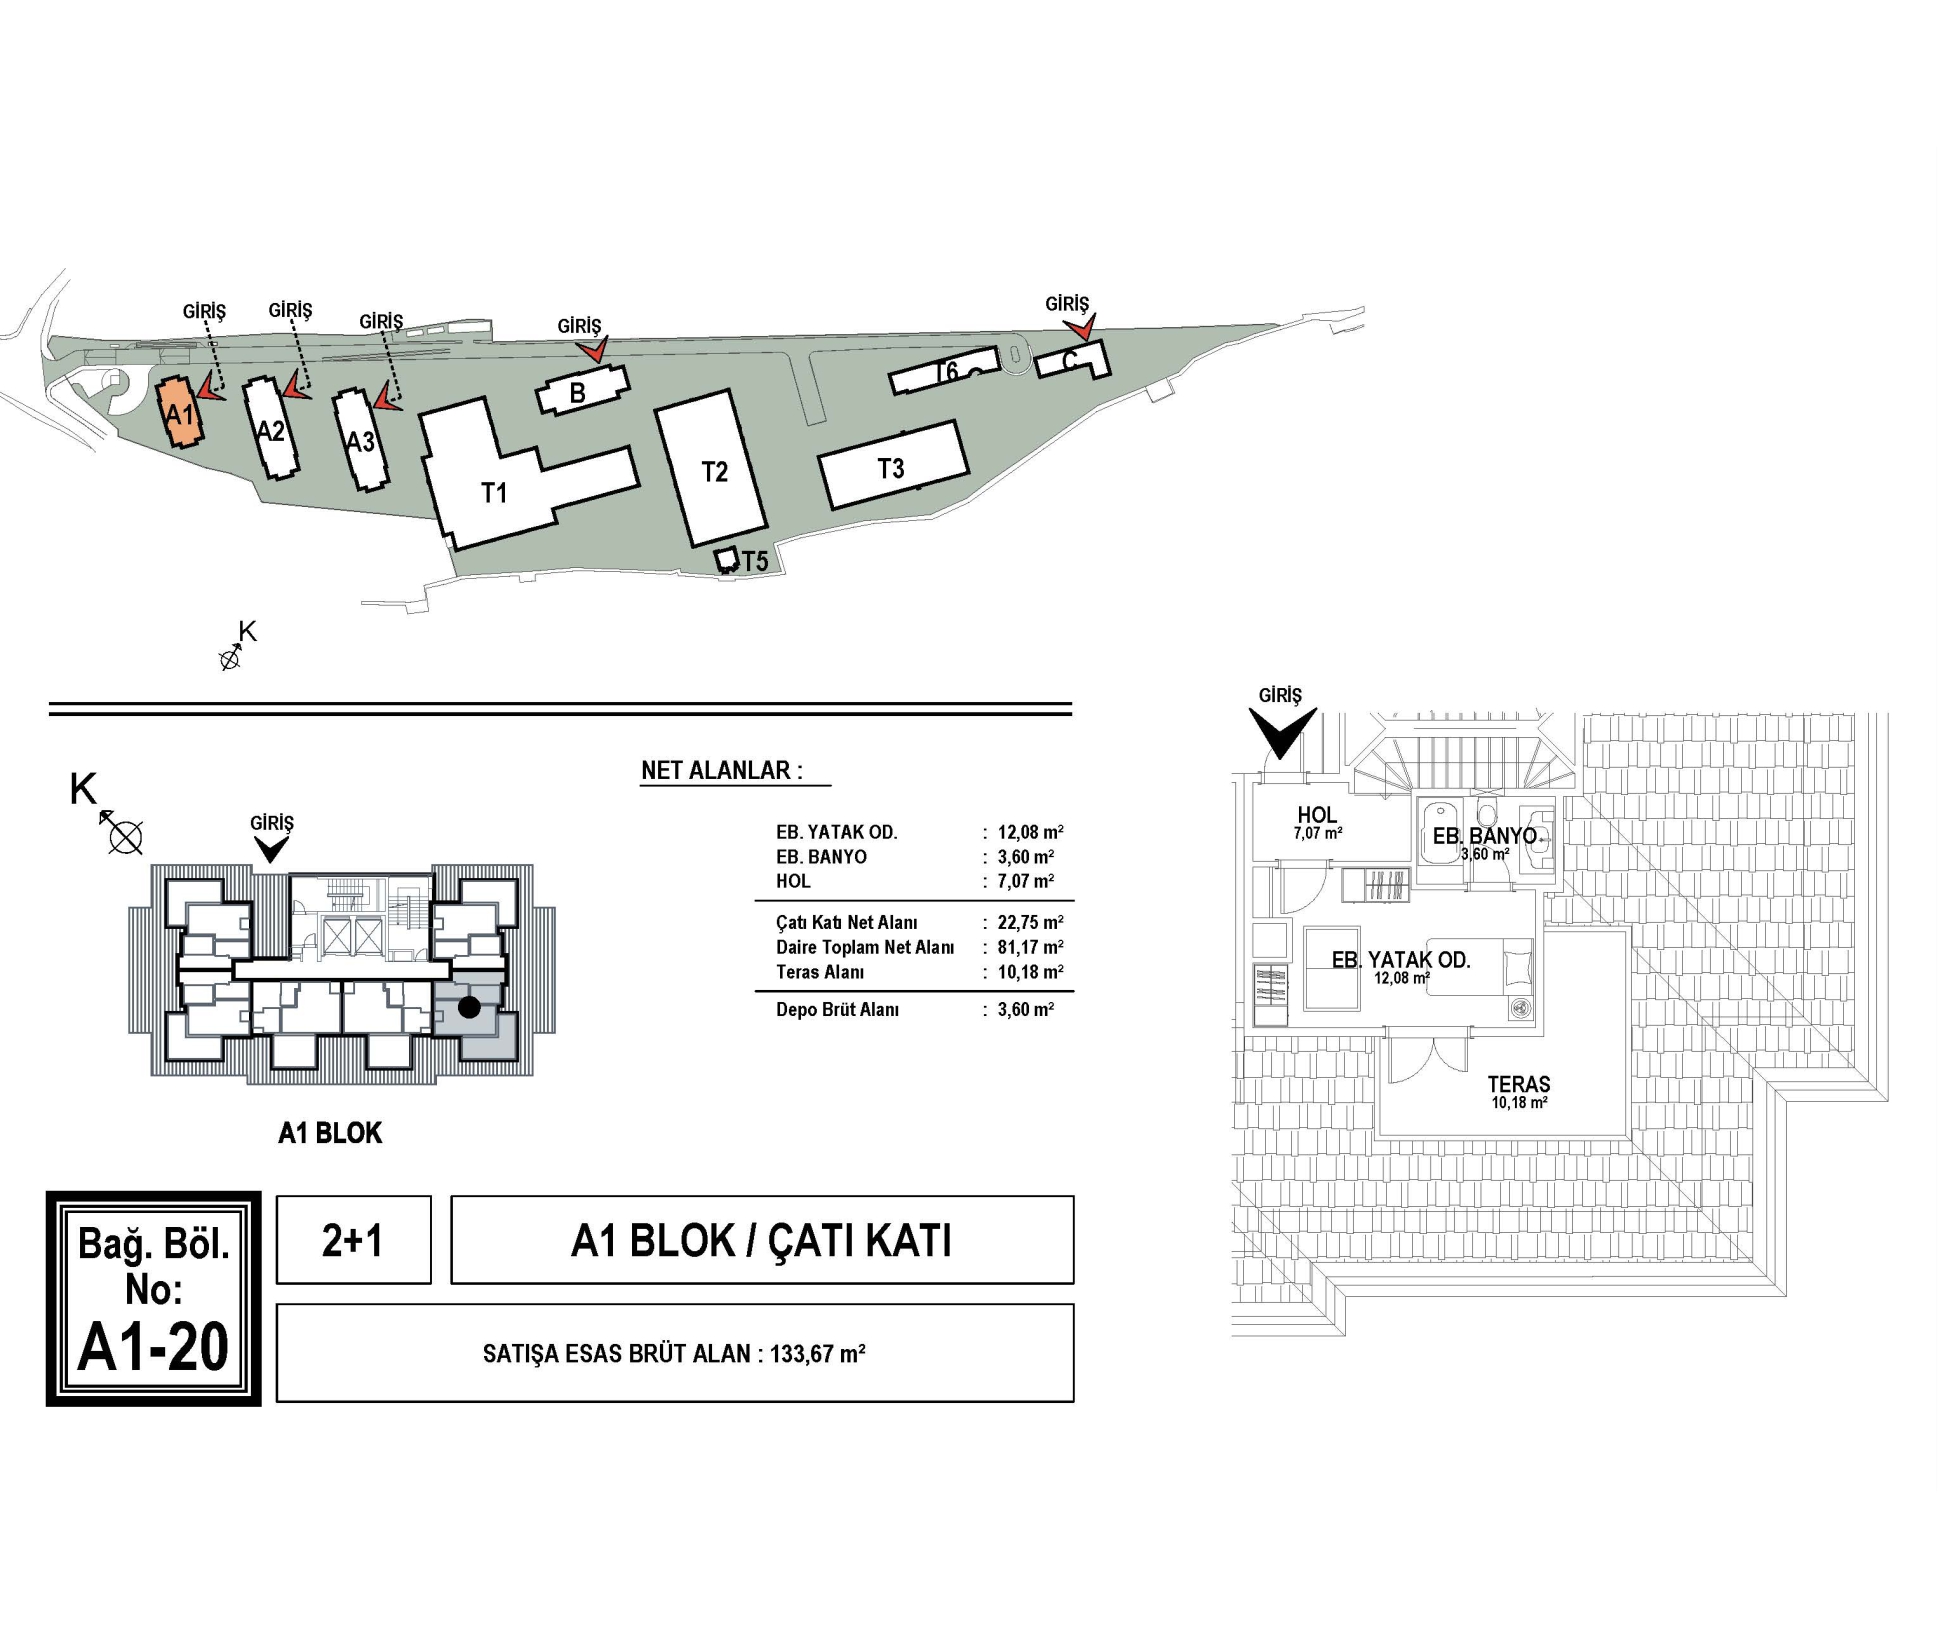 GİRİŞ
GİRİŞ
GİRİŞ
GİRİŞ
GİRİŞ
A1
A2
A3
B
T1
T2
T3
T6
C
T5
K
K
GİRİŞ
A1 BLOK
NET ALANLAR :
EB. YATAK OD. : 12,08 m²
EB. BANYO : 3,60 m²
HOL : 7,07 m²
Çatı Katı Net Alanı : 22,75 m²
Daire Toplam Net Alanı : 81,17 m²
Teras Alanı : 10,18 m²
Depo Brüt Alanı : 3,60 m²
Bağ. Böl.
No:
A1-20
2+1
A1 BLOK / ÇATI KATI
SATIŞA ESAS BRÜT ALAN : 133,67 m²
GİRİŞ
HOL
7,07 m²
EB. BANYO
3,60 m²
EB. YATAK OD.
12,08 m²
TERAS
10,18 m²